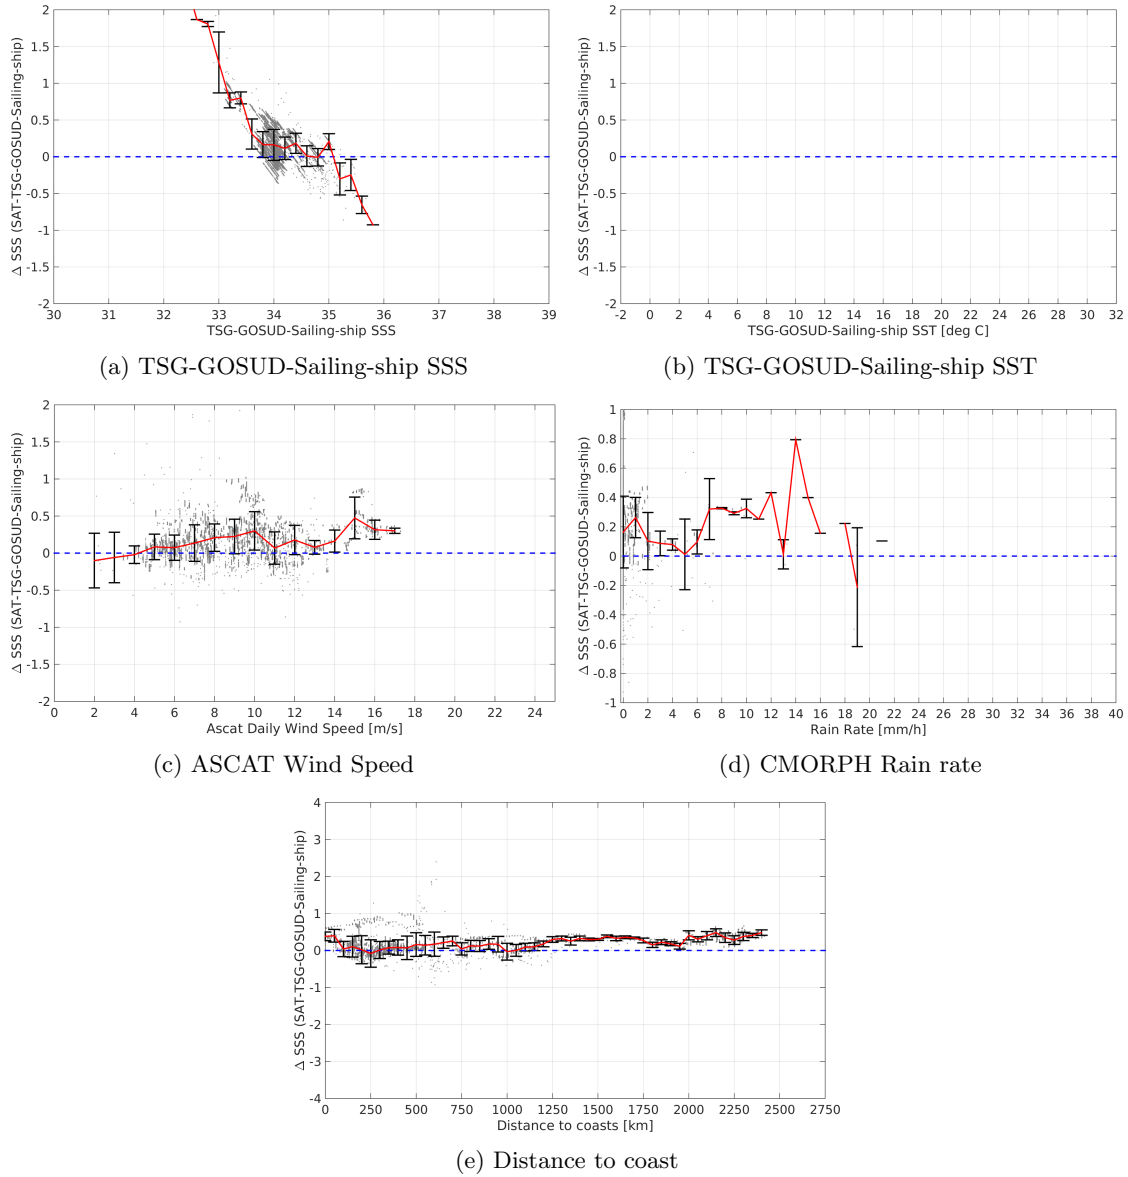 Δ SSS (SAT-TSG-GOSUD-Sailing-ship)
2
1.5
1
0.5
0
-0.5
-1
-1.5
-2
30 31 32 33 34 35 36 37 38 39
TSG-GOSUD-Sailing-ship SSS
(a) TSG-GOSUD-Sailing-ship SSS
Δ SSS (SAT-TSG-GOSUD-Sailing-ship)
2
1.5
1
0.5
0
-0.5
-1
-1.5
-2
-2 0 2 4 6 8 10 12 14 16 18 20 22 24 26 28 30 32
TSG-GOSUD-Sailing-ship SST [deg C]
(b) TSG-GOSUD-Sailing-ship SST
Δ SSS (SAT-TSG-GOSUD-Sailing-ship)
2
1.5
1
0.5
0
-0.5
-1
-1.5
-2
0 2 4 6 8 10 12 14 16 18 20 22 24
Ascat Daily Wind Speed [m/s]
(c) ASCAT Wind Speed
Δ SSS (SAT-TSG-GOSUD-Sailing-ship)
1
0.8
0.6
0.4
0.2
0
-0.2
-0.4
-0.6
-0.8
-1
0 2 4 6 8 10 12 14 16 18 20 22 24 26 28 30 32 34 36 38 40
Rain Rate [mm/h]
(d) CMORPH Rain rate
Δ SSS (SAT-TSG-GOSUD-Sailing-ship)
4
3
2
1
0
-1
-2
-3
-4
0 250 500 750 1000 1250 1500 1750 2000 2250 2500 2750
Distance to coasts [km]
(e) Distance to coast